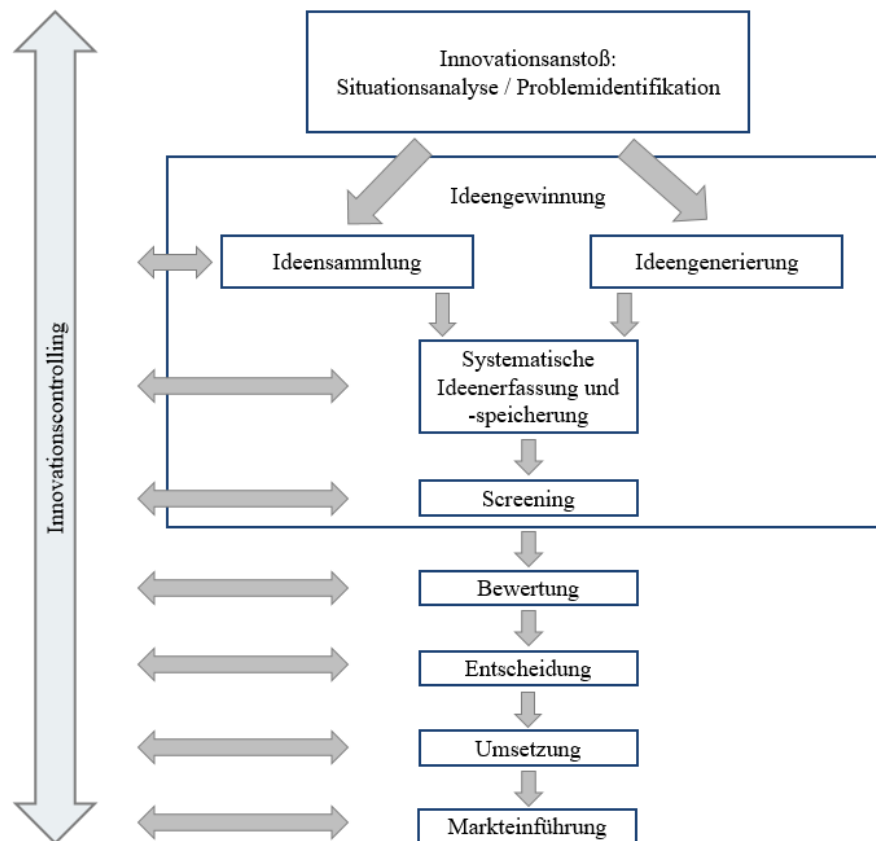 Innovationsanstoß:
Situationsanalyse / Problemidentifikation
Ideengewinnung
Ideensammlung
Ideengenerierung
Systematische
Ideenerfassung und
-speicherung
Screening
Bewertung
Entscheidung
Umsetzung
Markteinführung
Innovationscontrolling